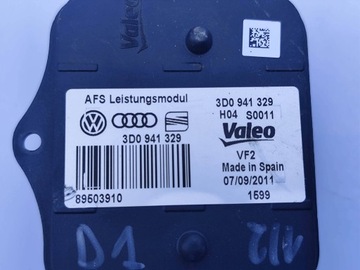 Valeo
AFS Leistungsmodul
3D0 941 329
89503910
3D0 941 329
H04 S0011
Valeo
VF2
Made in Spain
07/09/2011
1599
D1